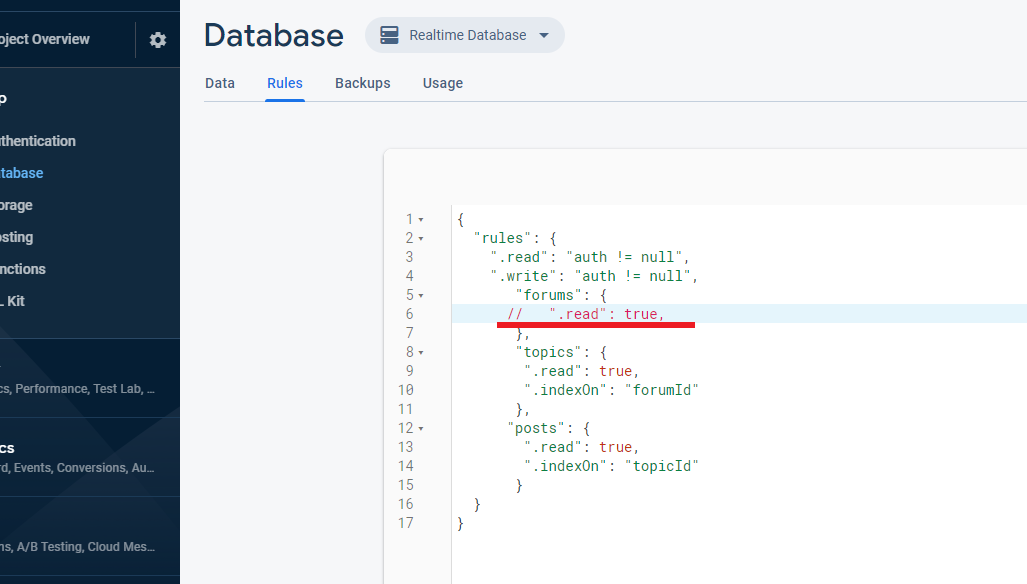 oject Overview
Database
Realtime Database
Data Rules Backups Usage
p
uthentication
tabase
orage
osting
nctions
L Kit
cs, Performance, Test Lab, ...
cs
rd, Events, Conversions, Au...
ns, A/B Testing, Cloud Mes...
1 {
2 "rules": {
3 ".read": "auth != null",
4 ".write": "auth != null",
5 "forums": {
6 // ".read": true,
7 },
8 "topics": {
9 ".read": true,
10 ".indexOn": "forumId"
11 },
12 "posts": {
13 ".read": true,
14 ".indexOn": "topicId"
15 }
16 }
17 }